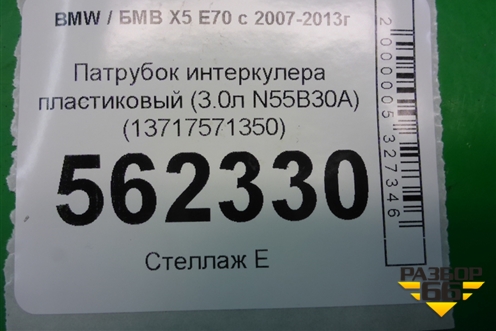 BMW / БМВ X5 E70 с 2007-2013г
Патрубок интеркулера
пластиковый (3.0л N55B30A)
(13717571350)
562330
Стеллаж Е
2000005327346
РАЗБОР
66